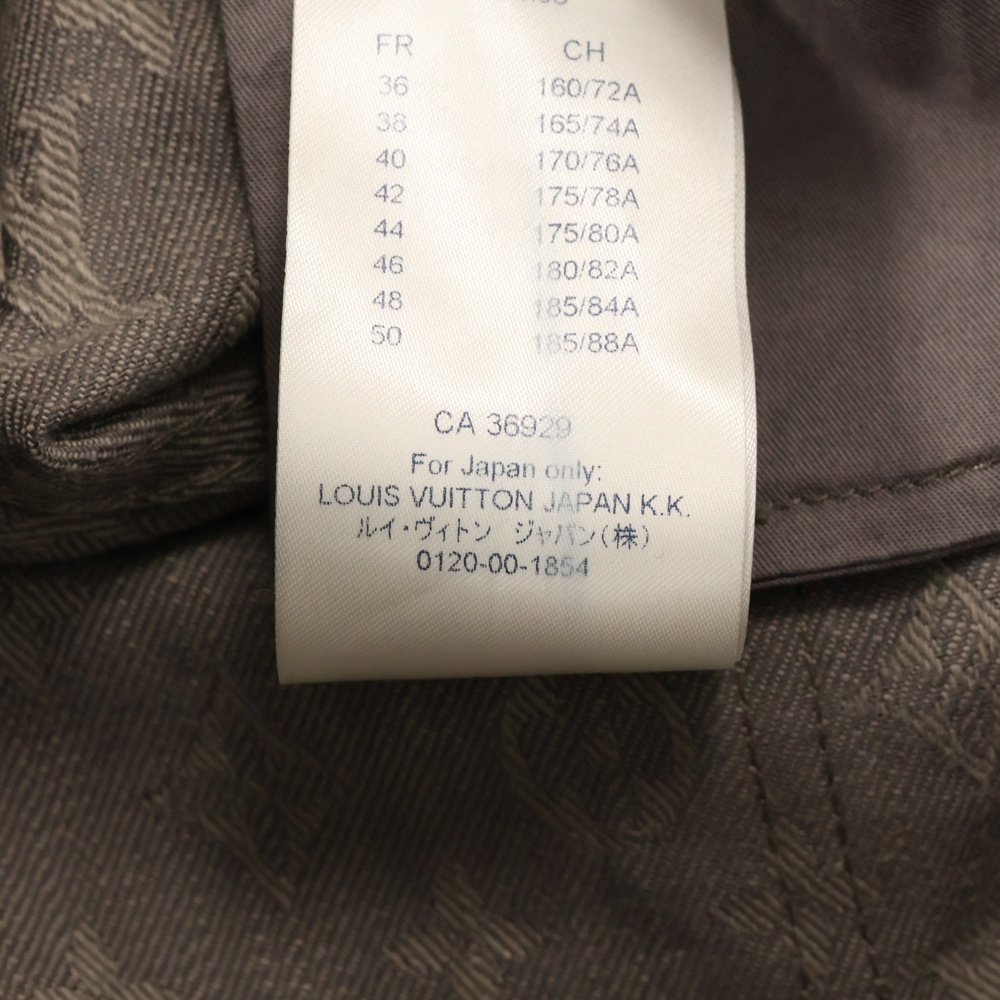 FR CH
36 160/72A
38 165/74A
40 170/76A
42 175/78A
44 175/80A
46 180/82A
48 185/84A
50 185/88A
CA 36929
For Japan only:
LOUIS VUITTON JAPAN K.K.
ルイ・ヴィトン ジャパン(株)
0120-00-1854